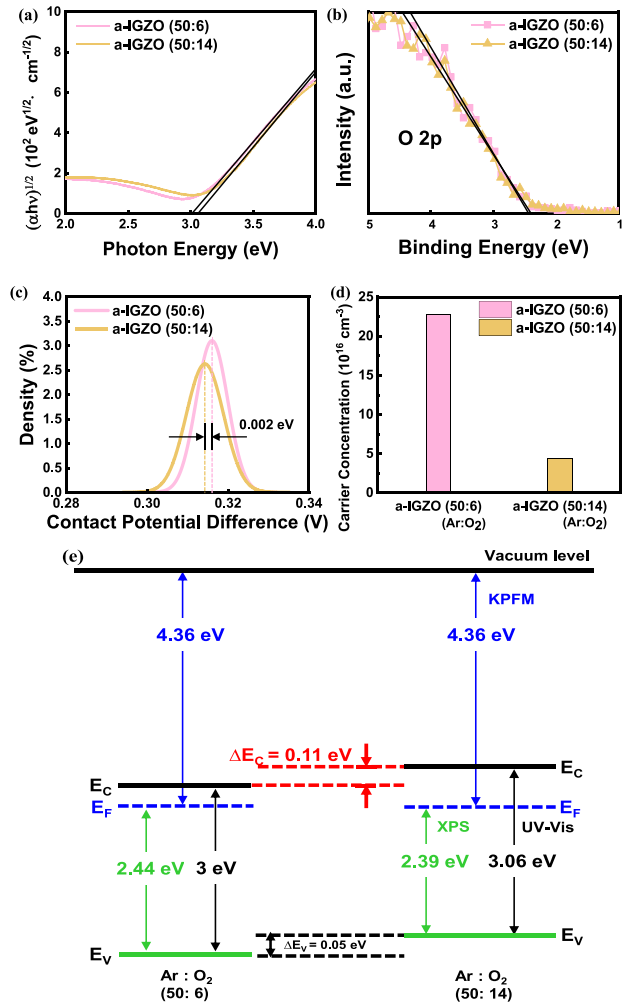 (a)
a-IGZO (50:6)
a-IGZO (50:14)
(αhν)1/2 (10² eV1/2. cm-1/2)
10
8
6
4
2
0
2.0
2.5
3.0
3.5
4.0
Photon Energy (eV)
(b)
a-IGZO (50:6)
a-IGZO (50:14)
O 2p
Intensity (a.u.)
5
4
3
2
1
Binding Energy (eV)
(c)
a-IGZO (50:6)
a-IGZO (50:14)
Density (%)
4.0
3.5
3.0
2.5
2.0
1.5
1.0
0.5
0.0
0.002 eV
0.28
0.30
0.32
0.34
Contact Potential Difference (V)
(d)
a-IGZO (50:6)
a-IGZO (50:14)
Carrier Concentration (10¹⁶ cm⁻³)
25
20
15
10
5
0
a-IGZO (50:6)
(Ar:O₂)
a-IGZO (50:14)
(Ar:O₂)
(e)
Vacuum level
KPFM
4.36 eV
4.36 eV
ΔEC = 0.11 eV
EC
EC
EF
EF
XPS
UV-Vis
2.44 eV
3 eV
2.39 eV
3.06 eV
EV
ΔEV = 0.05 eV
EV
Ar : O₂
(50: 6)
Ar : O₂
(50: 14)